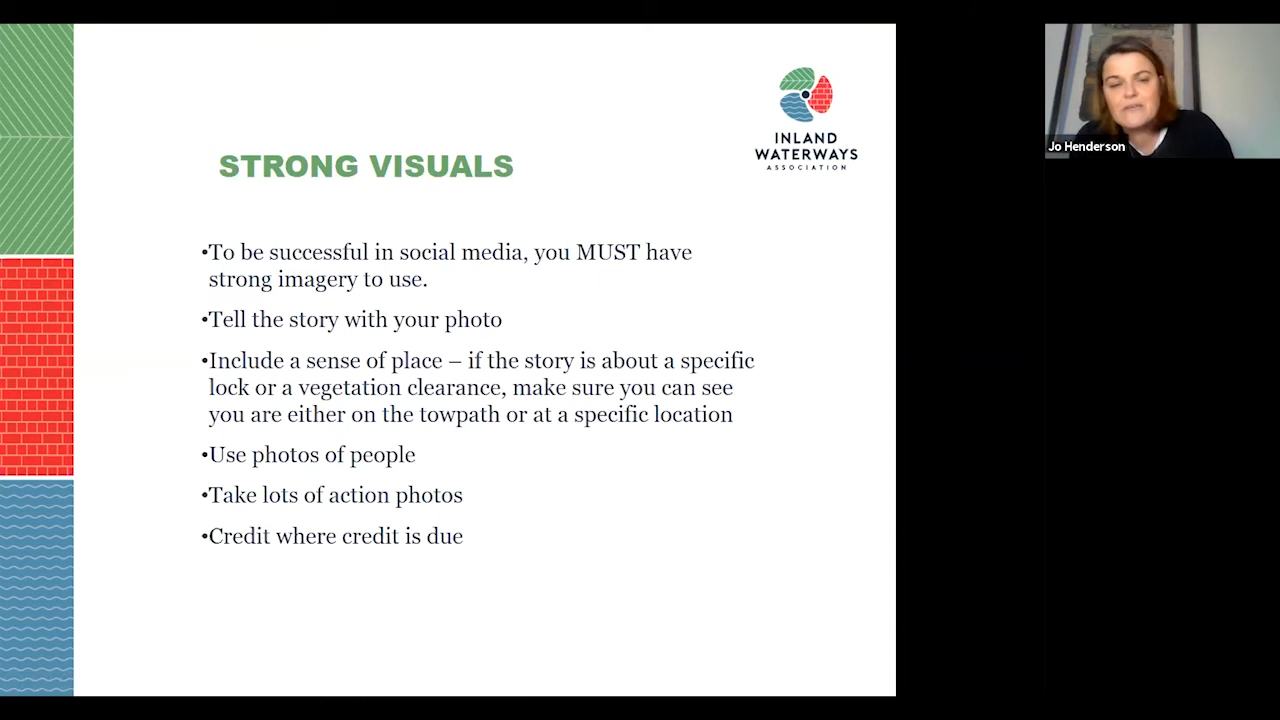 INLAND
WATERWAYS
ASSOCIATION
Jo Henderson
STRONG VISUALS
•To be successful in social media, you MUST have
strong imagery to use.
•Tell the story with your photo
•Include a sense of place – if the story is about a specific
lock or a vegetation clearance, make sure you can see
you are either on the towpath or at a specific location
•Use photos of people
•Take lots of action photos
•Credit where credit is due